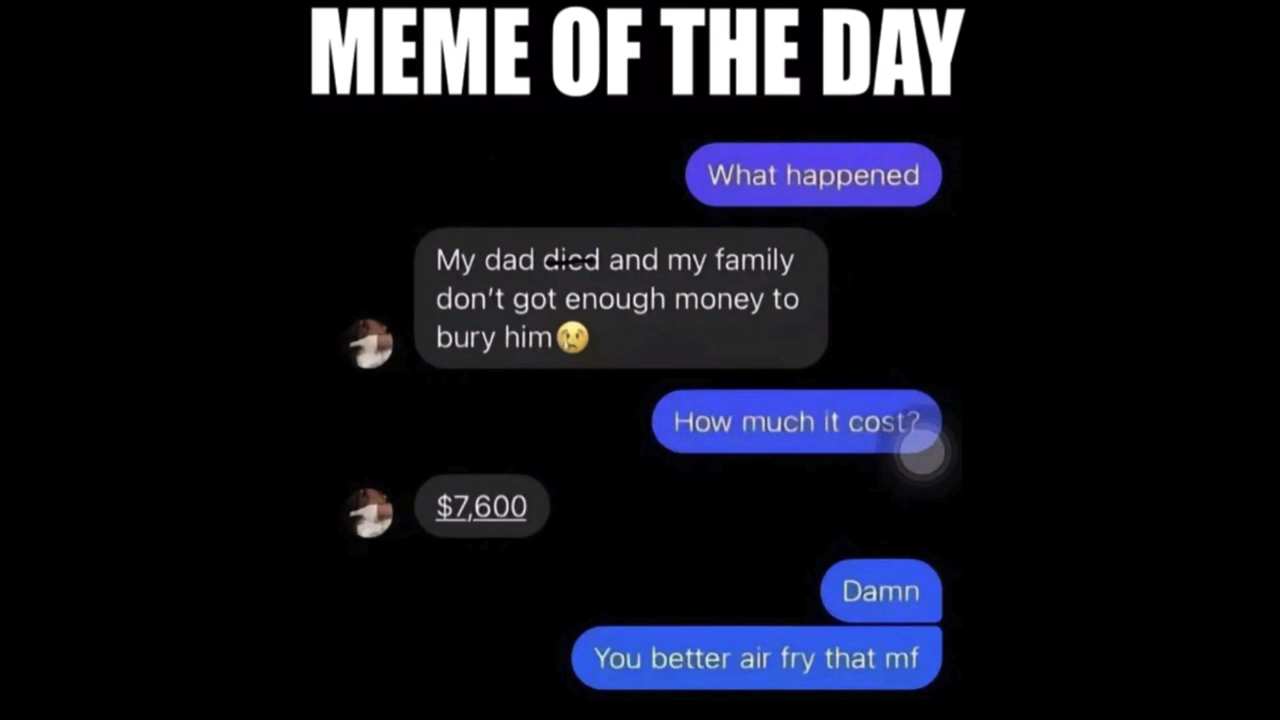 MEME OF THE DAY
What happened
My dad died and my family
don't got enough money to
bury him😢
How much it cost?
$7,600
Damn
You better air fry that mf